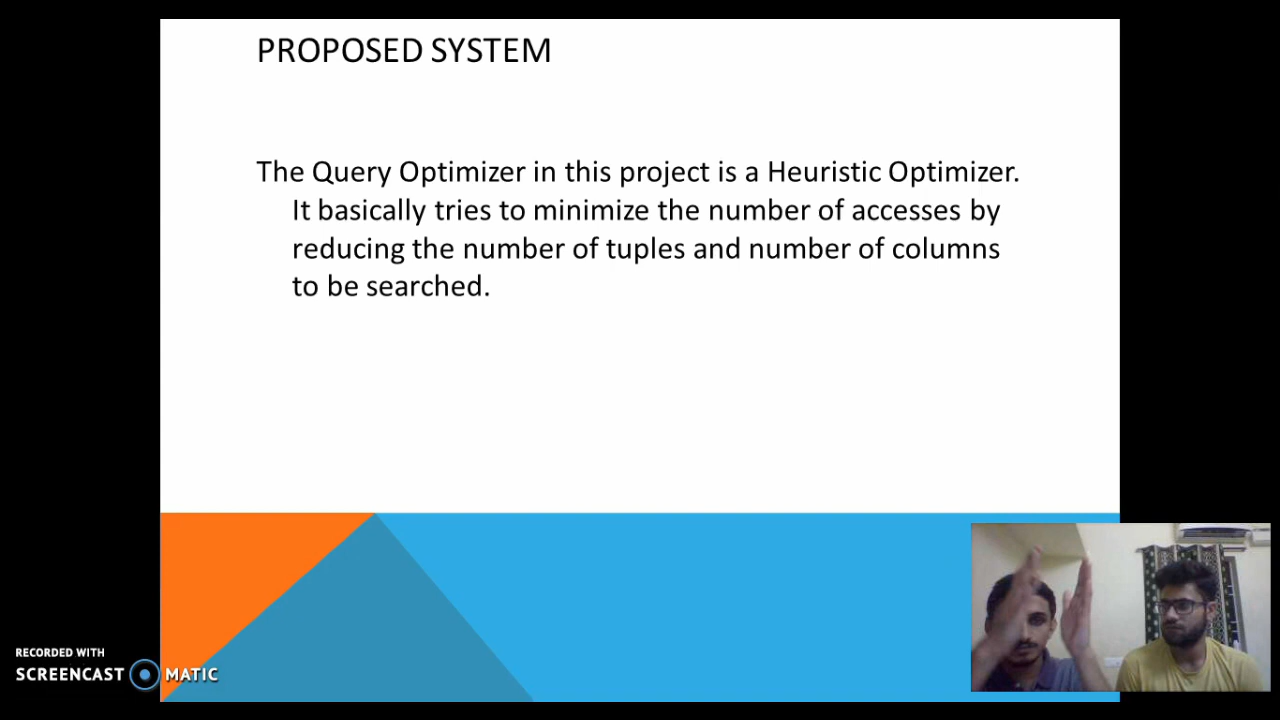 PROPOSED SYSTEM
The Query Optimizer in this project is a Heuristic Optimizer.
It basically tries to minimize the number of accesses by
reducing the number of tuples and number of columns
to be searched.
RECORDED WITH
SCREENCAST MATIC